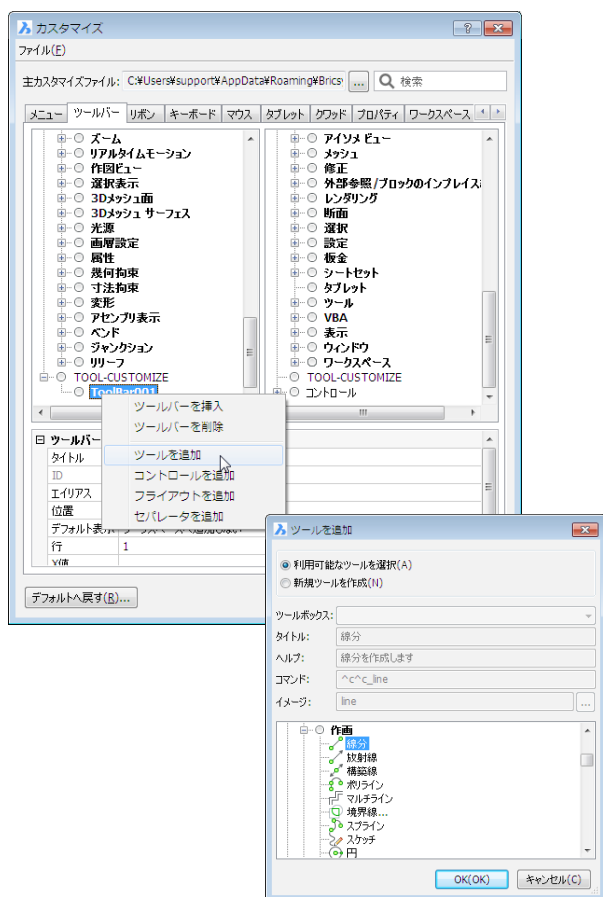 カスタマイズ
ファイル(F)
主カスタマイズファイル: C:¥Users¥support¥AppData¥Roaming¥Brics ... 検索
メニュー ツールバー リボン キーボード マウス タブレット クワッド プロパティ ワークスペース
ズーム
リアルタイムモーション
作図ビュー
選択表示
3Dメッシュ面
3Dメッシュ サーフェス
光源
画層設定
属性
幾何拘束
寸法拘束
変形
アセンブリ表示
ベンド
ジャンクション
リリーフ
TOOL-CUSTOMIZE
ToolBar001
アイソメ ビュー
メッシュ
修正
外部参照/ブロックのインプレイス
レンダリング
断面
選択
設定
板金
シートセット
タブレット
ツール
VBA
表示
ウィンドウ
ワークスペース
TOOL-CUSTOMIZE
コントロール
ツールバーを挿入
ツールバーを削除
ツールを追加
コントロールを追加
フライアウトを追加
セパレータを追加
ツールバー
タイトル
ID
エイリアス
位置
デフォルト表示
行 1
X値
デフォルトへ戻す(R)...
ツールを追加
利用可能なツールを選択(A)
新規ツールを作成(N)
ツールボックス:
タイトル: 線分
ヘルプ: 線分を作成します
コマンド: ^c^c_line
イメージ: line ...
作画
線分
放射線
構築線
ポリライン
マルチライン
境界線...
スプライン
スケッチ
円
OK(OK) キャンセル(C)